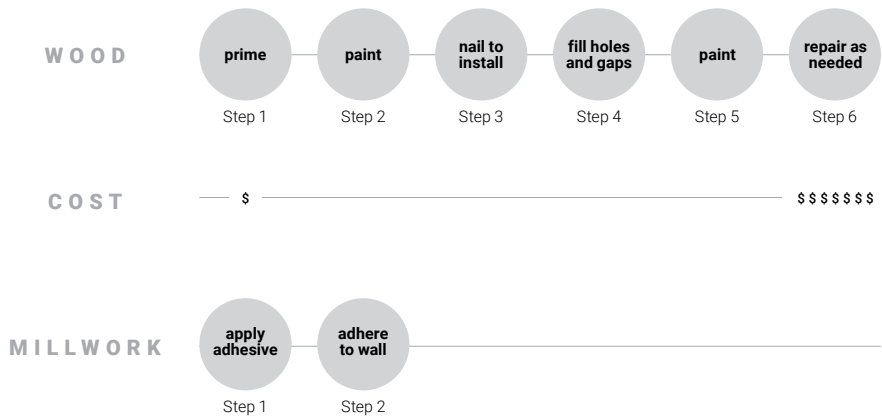 WOOD
prime
paint
nail to
install
fill holes
and gaps
paint
repair as
needed
Step 1
Step 2
Step 3
Step 4
Step 5
Step 6
COST
$
$$$$$$$
MILLWORK
apply
adhesive
adhere
to wall
Step 1
Step 2